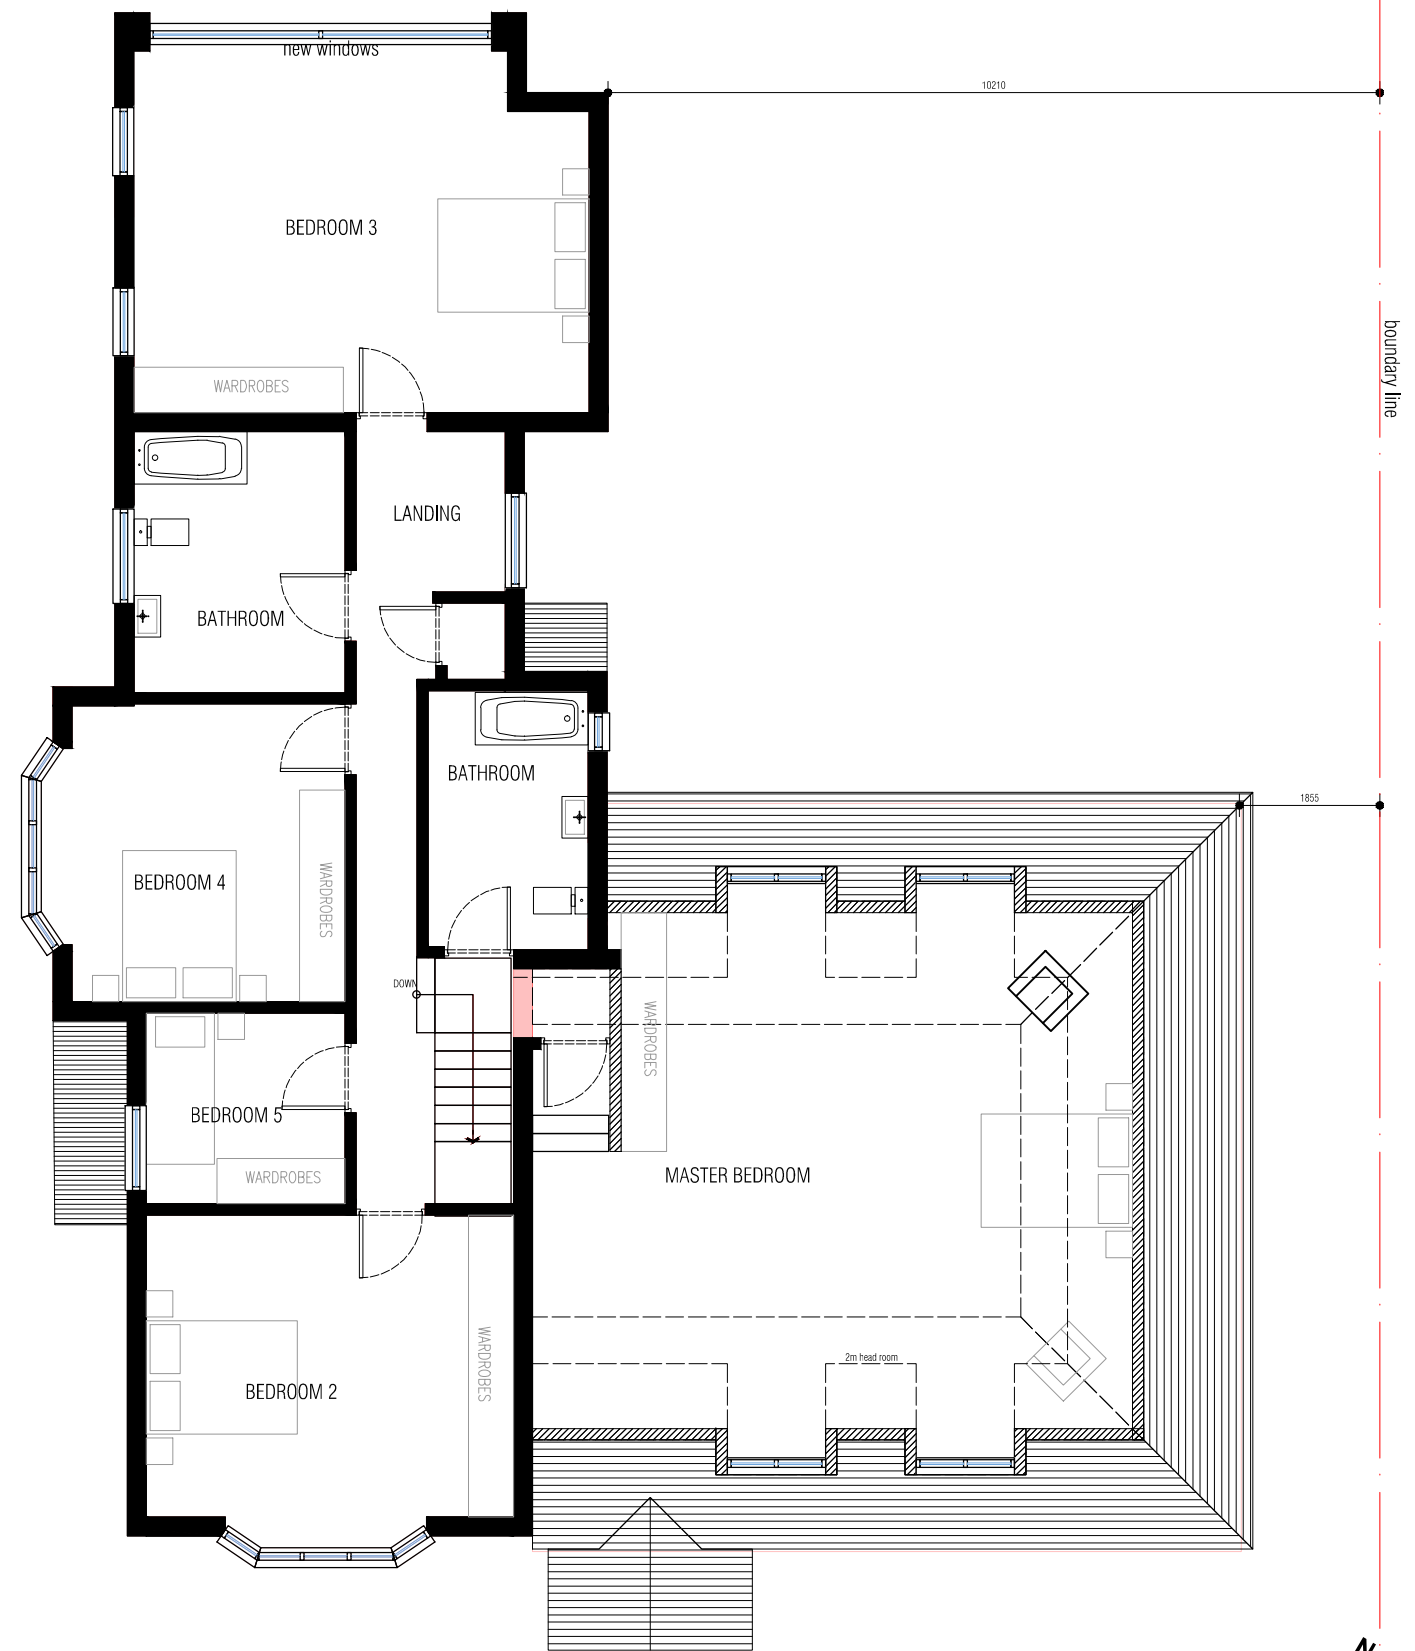 new windows
10210
BEDROOM 3
boundary line
WARDROBES
LANDING
BATHROOM
BATHROOM
1855
BEDROOM 4
WARDROBES
DOWN
WARDROBES
BEDROOM 5
WARDROBES
MASTER BEDROOM
2m head room
WARDROBES
BEDROOM 2